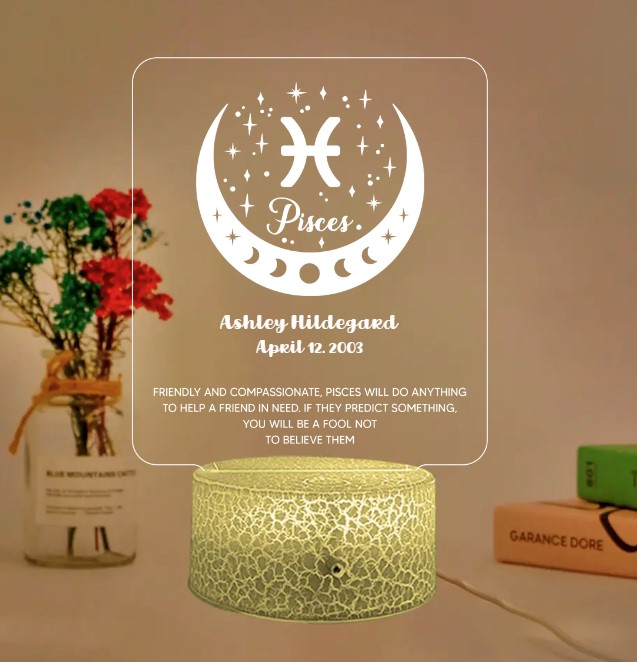 Pisces
Ashley Hildegard
April 12. 2003
FRIENDLY AND COMPASSIONATE, PISCES WILL DO ANYTHING
TO HELP A FRIEND IN NEED. IF THEY PREDICT SOMETHING,
YOU WILL BE A FOOL NOT
TO BELIEVE THEM
BLUE MOUNTAINS
109
GARANCE DORE